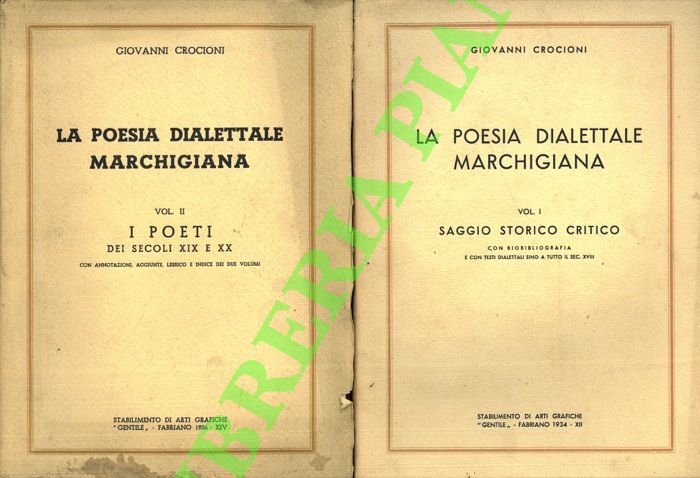 GIOVANNI CROCIONI
LA POESIA DIALETTALE
MARCHIGIANA
VOL. II
I POETI
DEI SECOLI XIX E XX
CON ANNOTAZIONI, AGGIUNTE, LESSICO E INDICE DEI DUE VOLUMI
STABILIMENTO DI ARTI GRAFICHE
"GENTILE„ - FABRIANO 1936 - XIV
GIOVANNI CROCIONI
LA POESIA DIALETTALE
MARCHIGIANA
VOL. I
SAGGIO STORICO CRITICO
CON BIOBIBLIOGRAFIA
E CON TESTI DIALETTALI SINO A TUTTO IL SEC. XVIII
STABILIMENTO DI ARTI GRAFICHE
"GENTILE„ - FABRIANO 1934 - XII